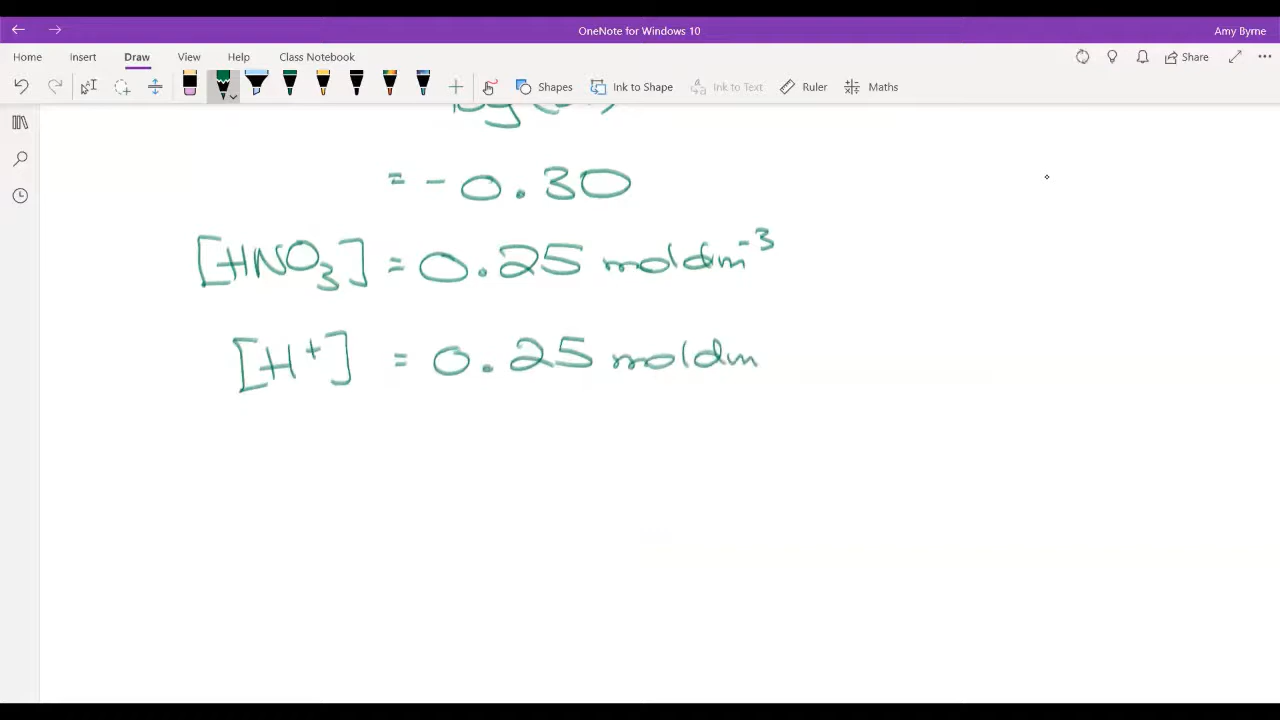 OneNote for Windows 10
Amy Byrne
Home Insert Draw View Help Class Notebook Share
Shapes Ink to Shape Ink to Text Ruler Maths
= - 0.30
[HNO₃] = 0.25 moldm⁻³
[H⁺] = 0.25 moldm